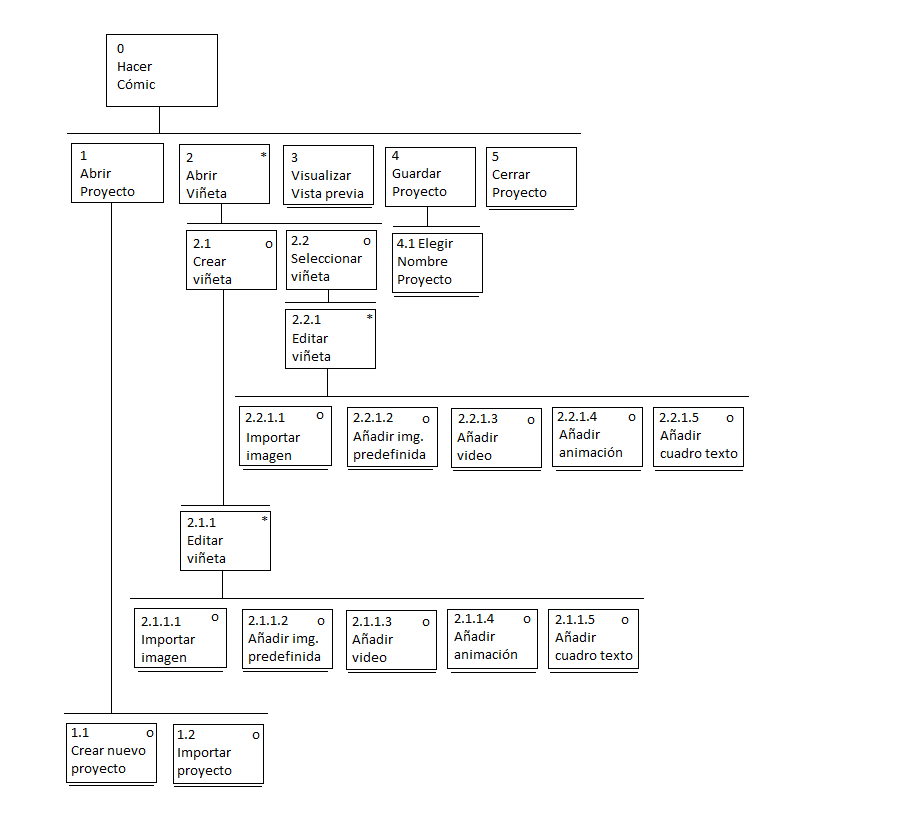 0
Hacer
Cómic
1
Abrir
Proyecto
2 *
Abrir
Viñeta
3
Visualizar
Vista previa
4
Guardar
Proyecto
5
Cerrar
Proyecto
2.1 o
Crear
viñeta
2.2 o
Seleccionar
viñeta
4.1 Elegir
Nombre
Proyecto
2.2.1 *
Editar
viñeta
2.2.1.1 o
Importar
imagen
2.2.1.2 o
Añadir img.
predefinida
2.2.1.3 o
Añadir
video
2.2.1.4 o
Añadir
animación
2.2.1.5 o
Añadir
cuadro texto
2.1.1 *
Editar
viñeta
2.1.1.1 o
Importar
imagen
2.1.1.2 o
Añadir img.
predefinida
2.1.1.3 o
Añadir
video
2.1.1.4 o
Añadir
animación
2.1.1.5 o
Añadir
cuadro texto
1.1 o
Crear nuevo
proyecto
1.2 o
Importar
proyecto